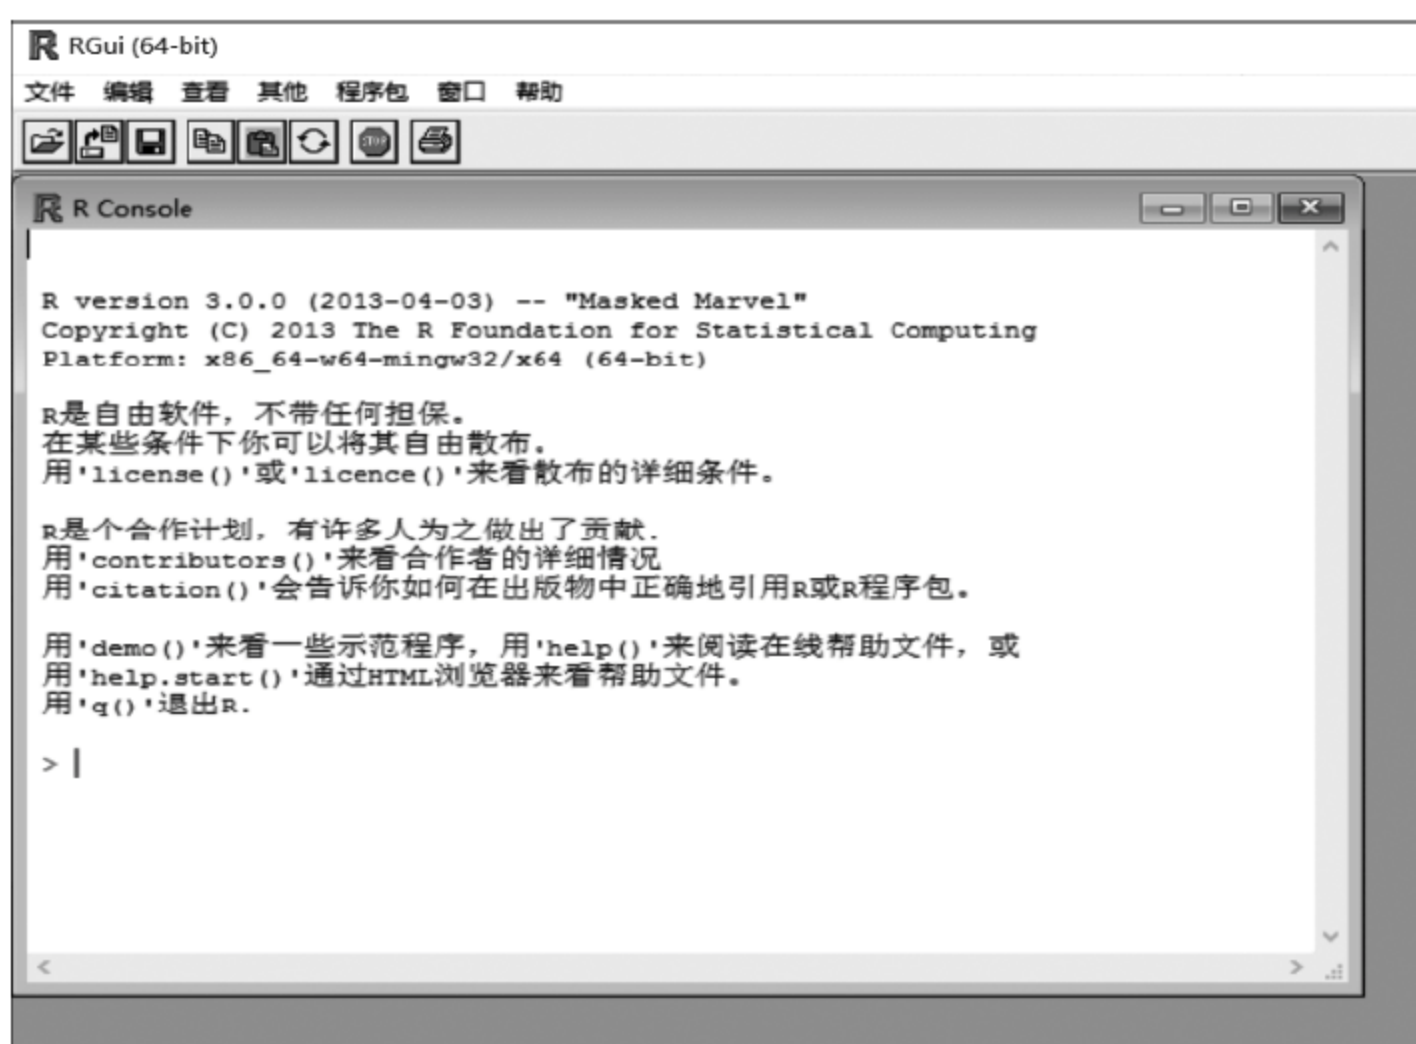 RGui (64-bit)
文件 编辑 查看 其他 程序包 窗口 帮助
STOP
R Console
R version 3.0.0 (2013-04-03) -- "Masked Marvel"
Copyright (C) 2013 The R Foundation for Statistical Computing
Platform: x86_64-w64-mingw32/x64 (64-bit)
R是自由软件，不带任何担保。
在某些条件下你可以将其自由散布。
用'license()'或'licence()'来看散布的详细条件。
R是个合作计划，有许多人为之做出了贡献.
用'contributors()'来看合作者的详细情况
用'citation()'会告诉你如何在出版物中正确地引用R或R程序包。
用'demo()'来看一些示范程序，用'help()'来阅读在线帮助文件，或
用'help.start()'通过HTML浏览器来看帮助文件。
用'q()'退出R.
>